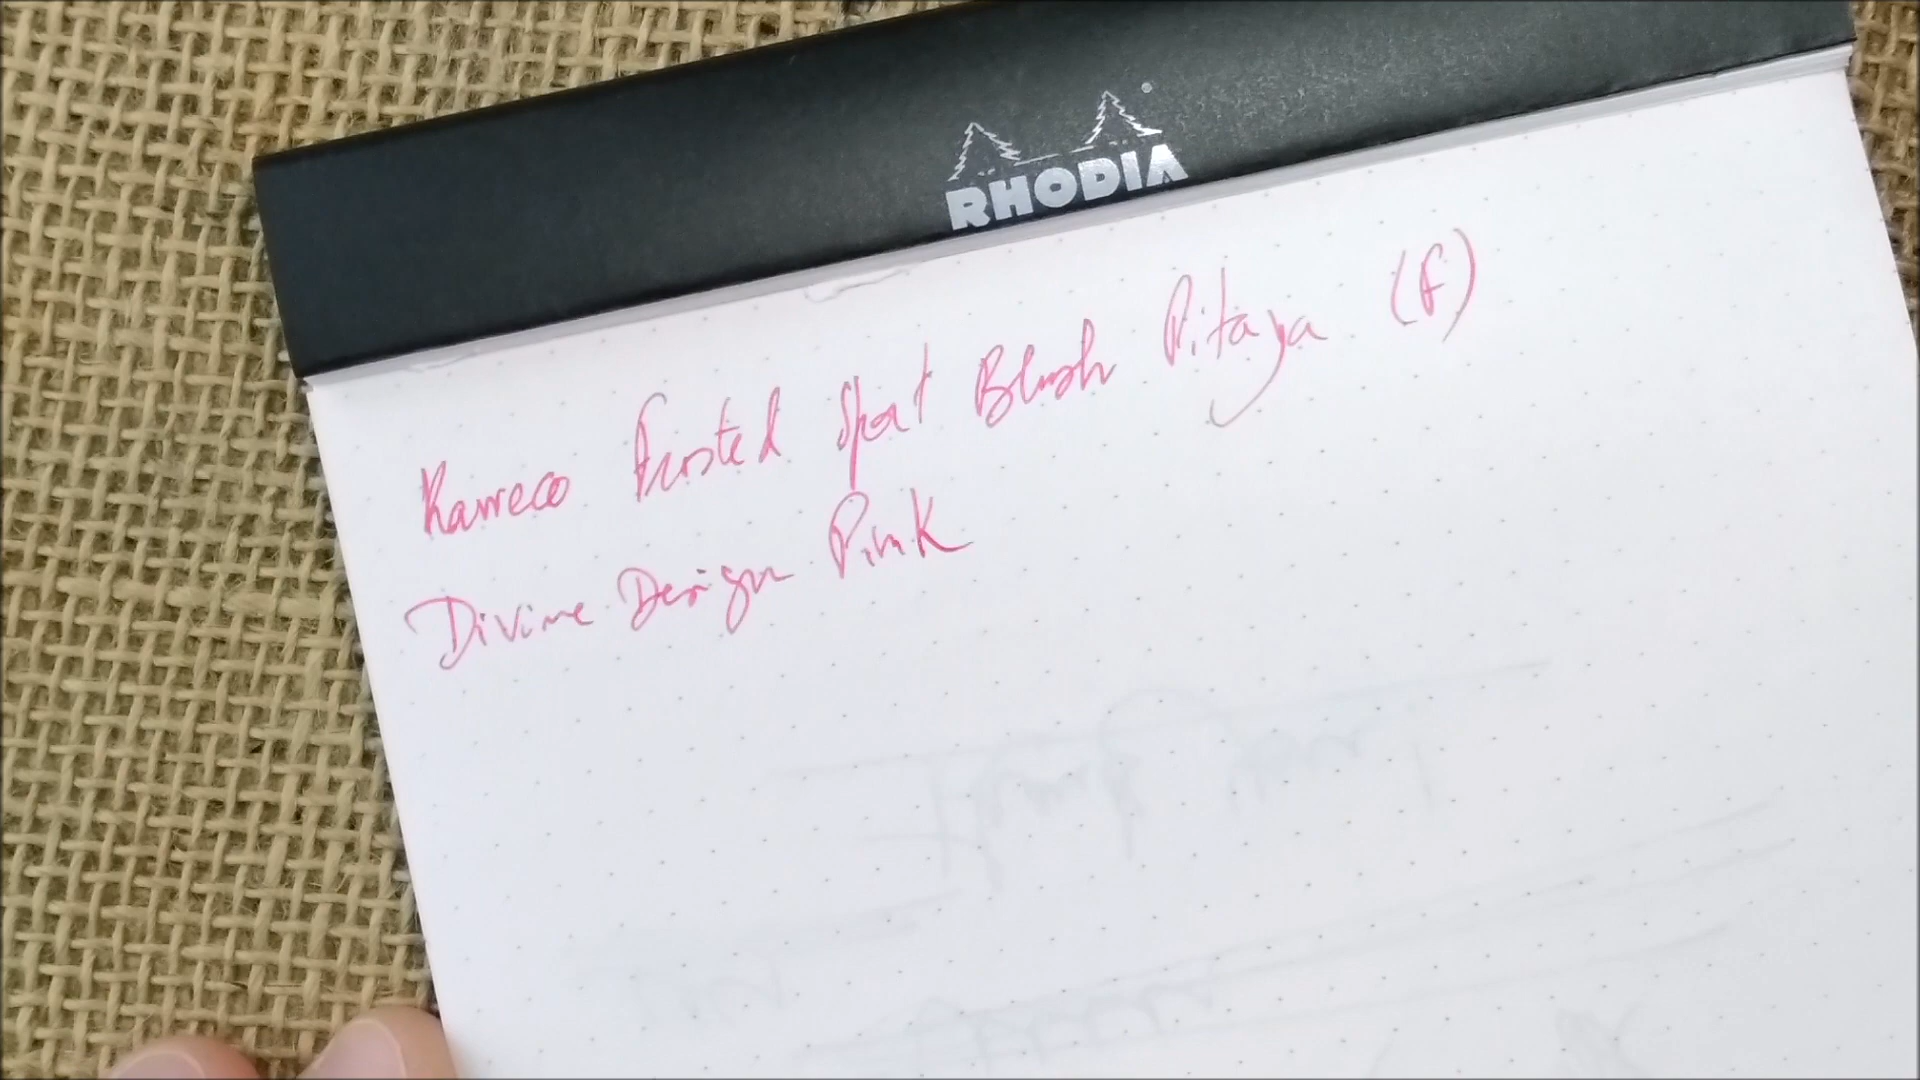 RHODIA
Kaweco Frosted Sport Blush Pitaya (F)
Divine Design Pink